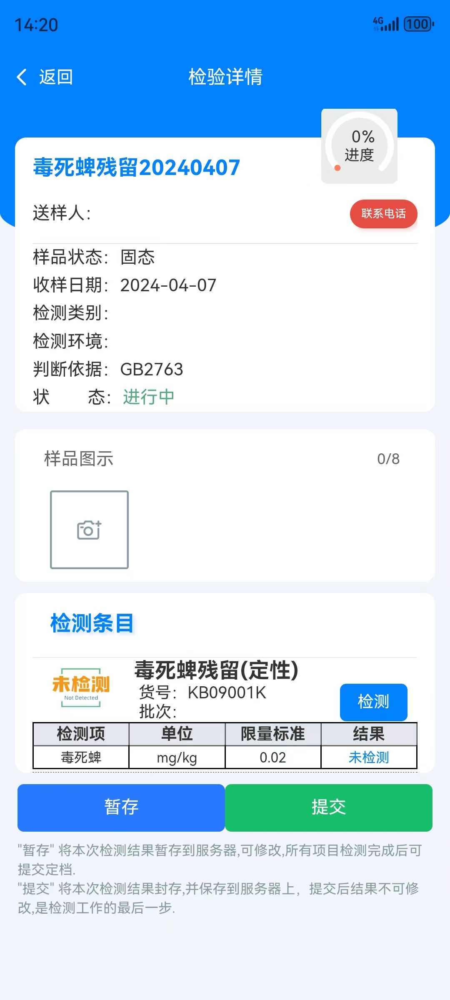 14:20
4G 100
返回
检验详情
0%
进度
毒死蜱残留20240407
送样人:
联系电话
样品状态: 固态
收样日期: 2024-04-07
检测类别:
检测环境:
判断依据: GB2763
状 态: 进行中
样品图示
0/8
检测条目
未检测
Not Detected
毒死蜱残留(定性)
货号: KB09001K
批次:
检测
检测项 单位 限量标准 结果
毒死蜱 mg/kg 0.02 未检测
暂存
提交
"暂存" 将本次检测结果暂存到服务器,可修改,所有项目检测完成后可
提交定档.
"提交" 将本次检测结果封存,并保存到服务器上，提交后结果不可修
改,是检测工作的最后一步.